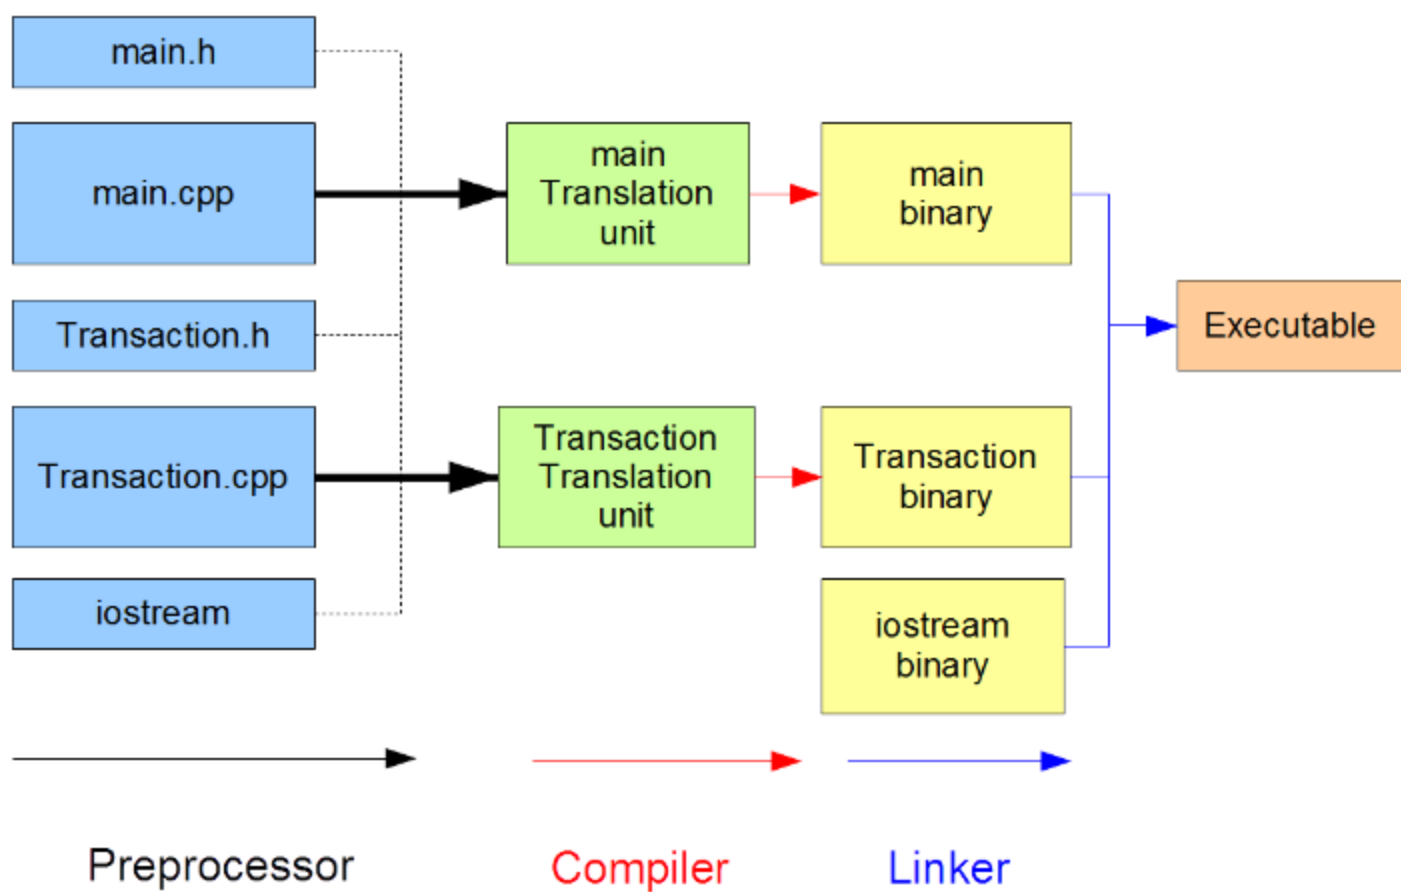 main.h
main.cpp
Transaction.h
Transaction.cpp
iostream
main
Translation
unit
Transaction
Translation
unit
main
binary
Transaction
binary
iostream
binary
Executable
Preprocessor
Compiler
Linker